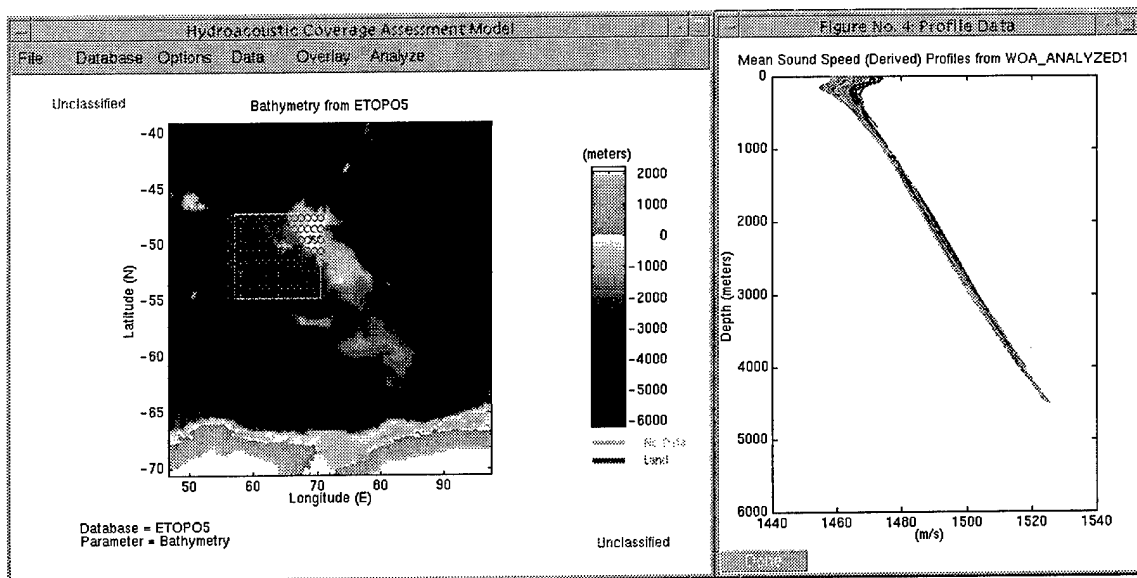 Hydroacoustic Coverage Assessment Model
File Database Options Data Overlay Analyze
Unclassified
Bathymetry from ETOPO5
-40
-45
-50
-55
-60
-65
-70
Latitude (N)
50 60 70 80 90
Longitude (E)
(meters)
2000
1000
0
-1000
-2000
-3000
-4000
-5000
-6000
No Data
Land
Database = ETOPO5
Parameter = Bathymetry
Unclassified
Figure No. 4: Profile Data
Mean Sound Speed (Derived) Profiles from WOA_ANALYZED1
0
1000
2000
3000
4000
5000
6000
Depth (meters)
1440 1460 1480 1500 1520 1540
(m/s)